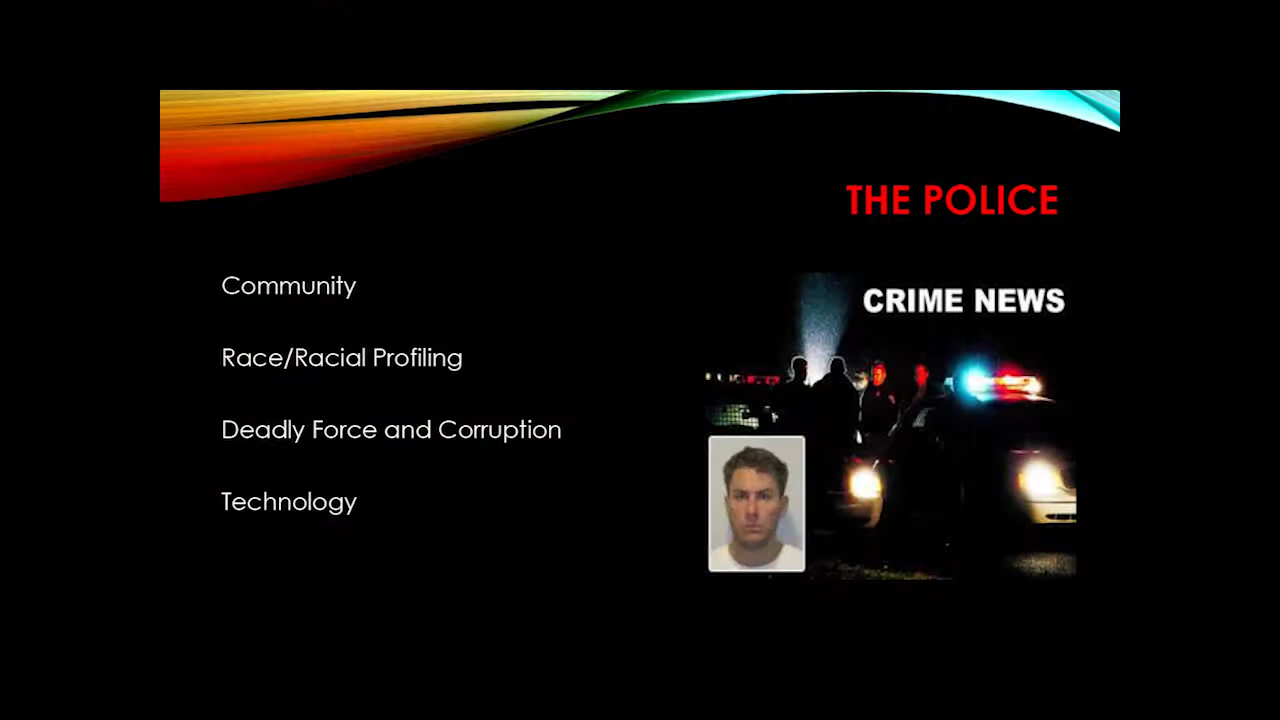 THE POLICE
Community
Race/Racial Profiling
Deadly Force and Corruption
Technology
CRIME NEWS